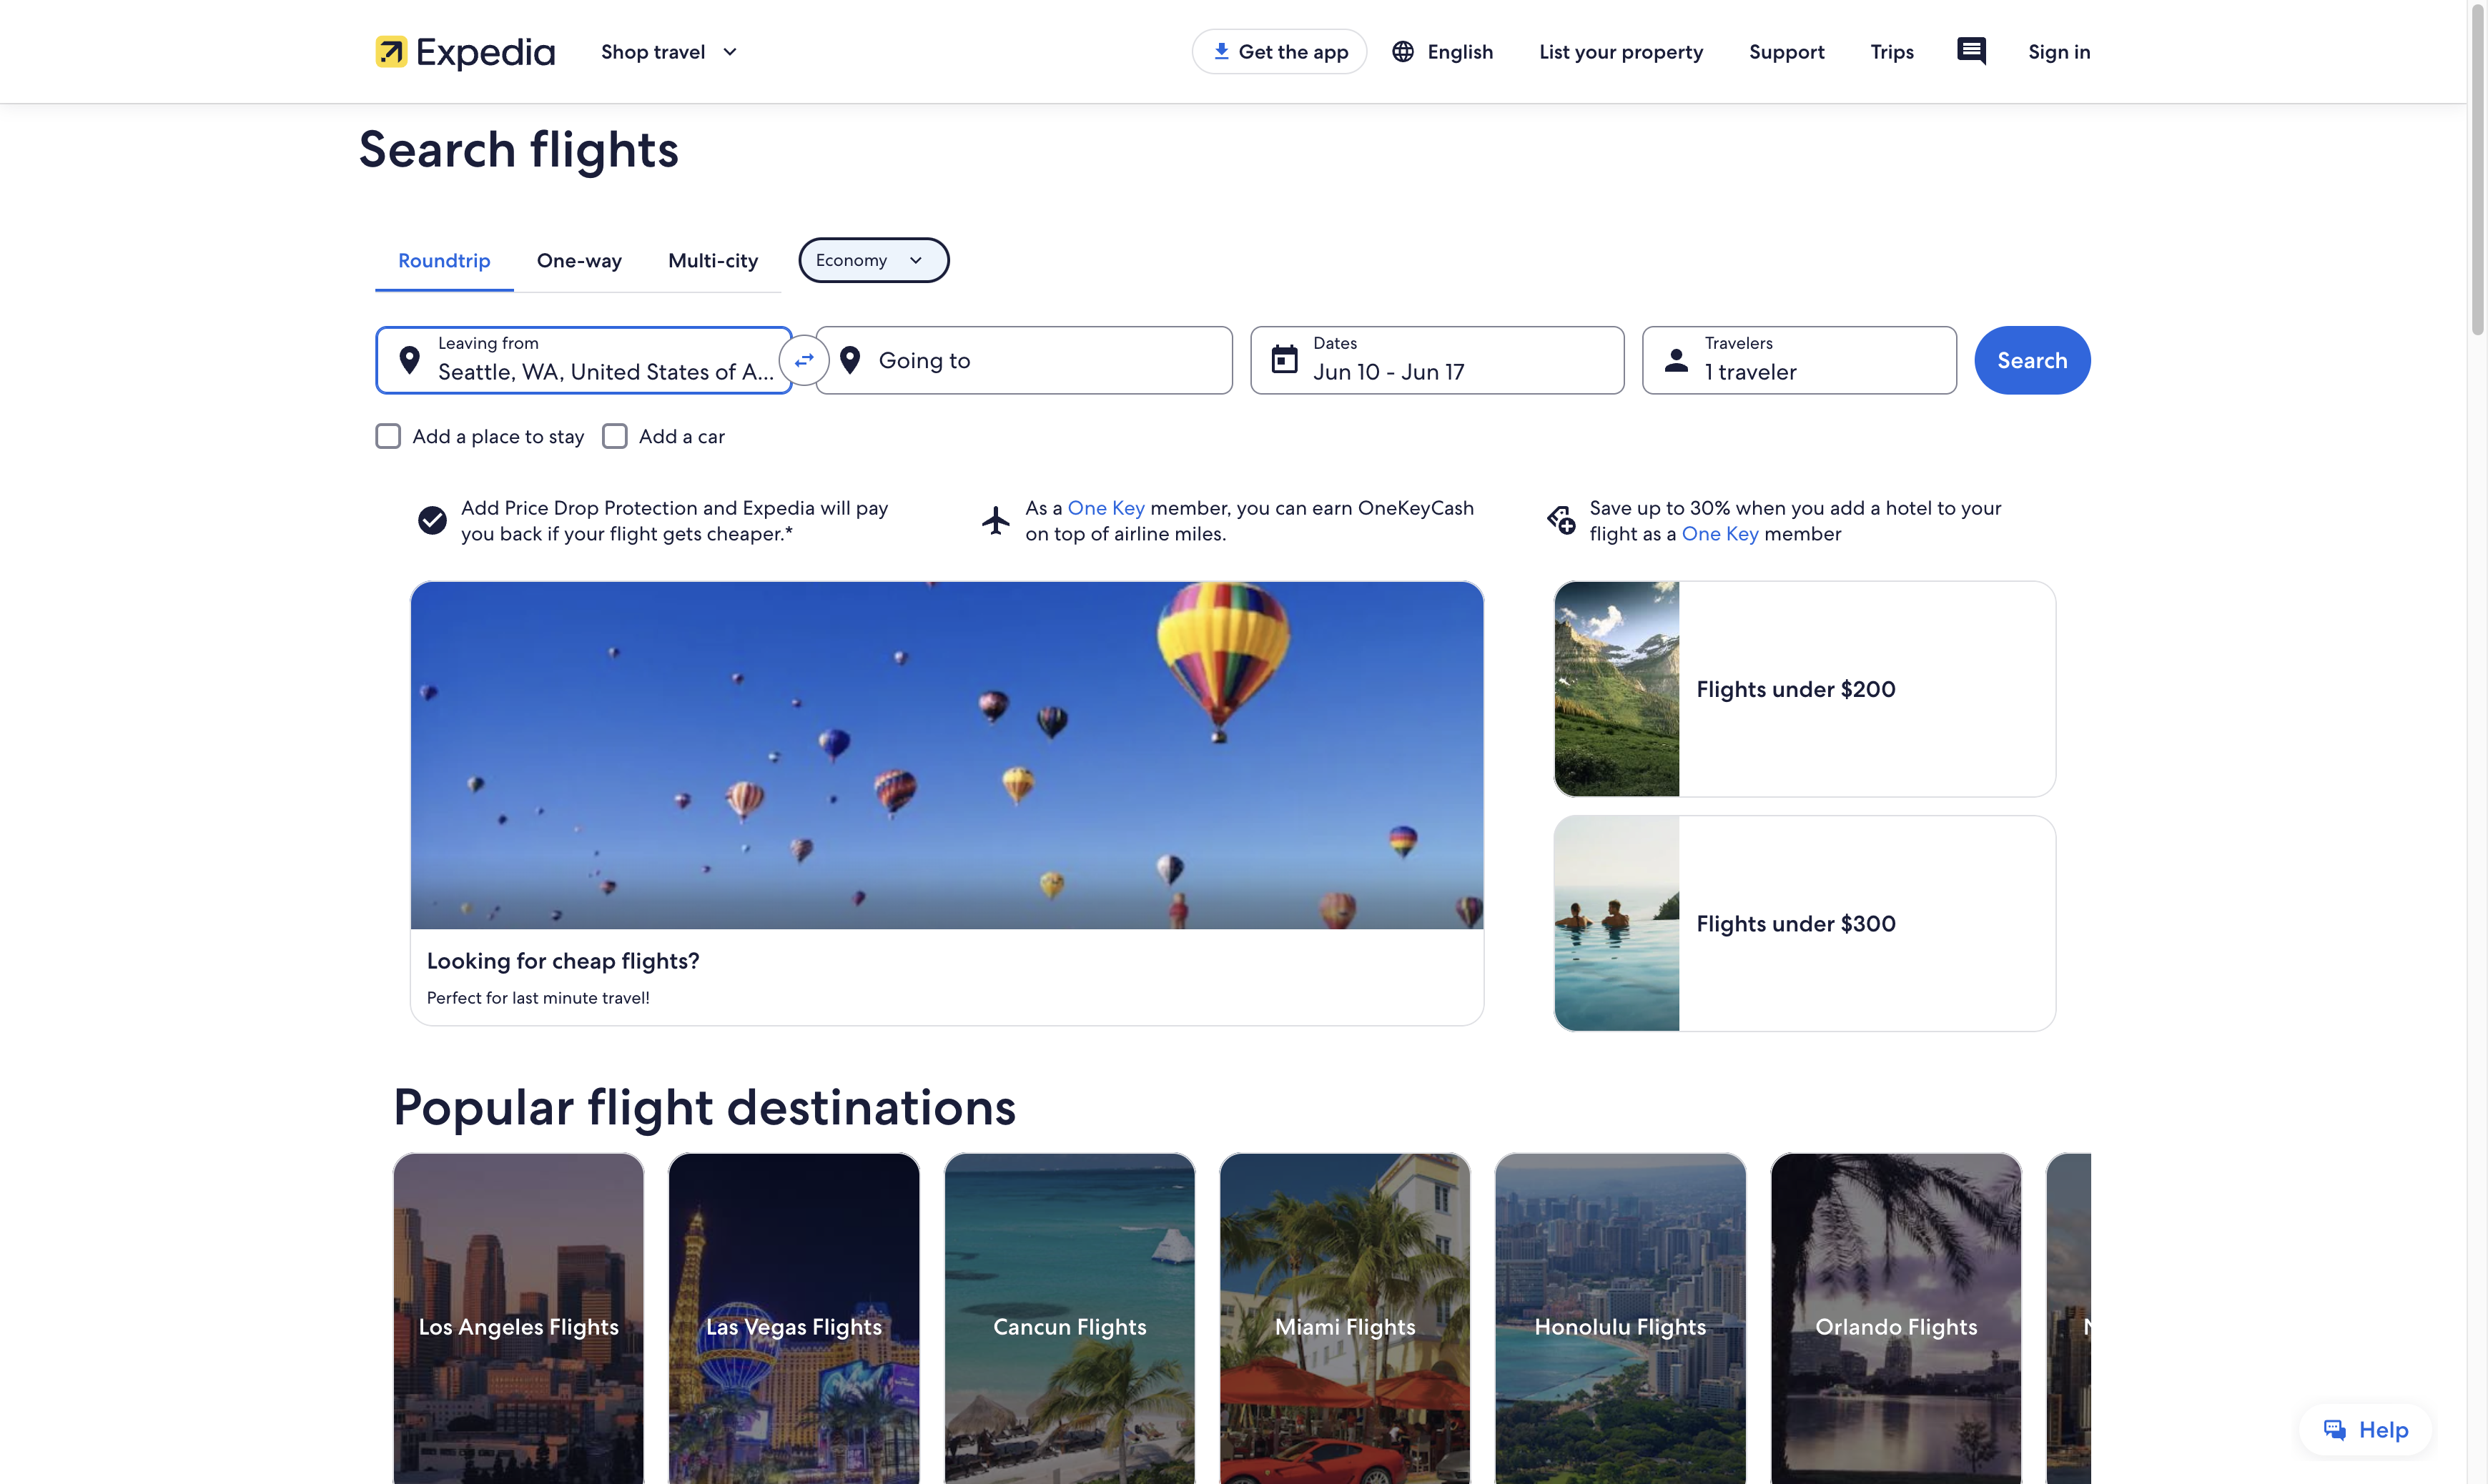 Expedia
Shop travel
Get the app
English
List your property
Support
Trips
Sign in
Search flights
Roundtrip
One-way
Multi-city
Economy
Leaving from
Seattle, WA, United States of A...
Going to
Dates
Jun 10 - Jun 17
Travelers
1 traveler
Search
Add a place to stay
Add a car
Add Price Drop Protection and Expedia will pay
you back if your flight gets cheaper.*
As a One Key member, you can earn OneKeyCash
on top of airline miles.
Save up to 30% when you add a hotel to your
flight as a One Key member
Looking for cheap flights?
Perfect for last minute travel!
Flights under $200
Flights under $300
Popular flight destinations
Los Angeles Flights
Las Vegas Flights
Cancun Flights
Miami Flights
Honolulu Flights
Orlando Flights
Help